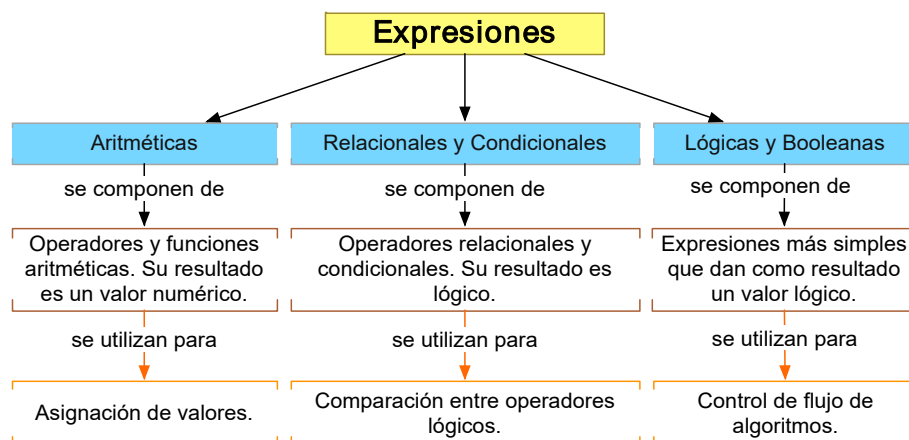 Expresiones
Aritméticas
Relacionales y Condicionales
Lógicas y Booleanas
se componen de
se componen de
se componen de
Operadores y funciones
aritméticas. Su resultado
es un valor numérico.
Operadores relacionales y
condicionales. Su resultado es
lógico.
Expresiones más simples
que dan como resultado
un valor lógico.
se utilizan para
se utilizan para
se utilizan para
Asignación de valores.
Comparación entre operadores
lógicos.
Control de flujo de
algoritmos.